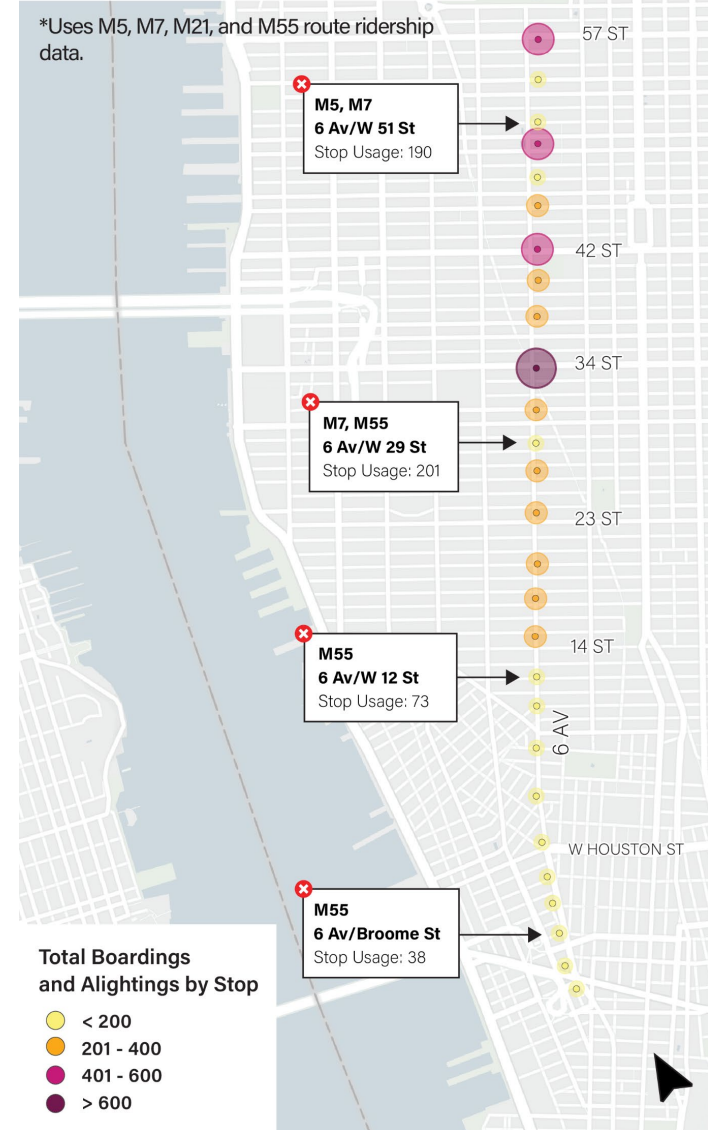 *Uses M5, M7, M21, and M55 route ridership
data.
57 ST
M5, M7
6 Av/W 51 St
Stop Usage: 190
42 ST
34 ST
M7, M55
6 Av/W 29 St
Stop Usage: 201
23 ST
14 ST
M55
6 Av/W 12 St
Stop Usage: 73
6 AV
W HOUSTON ST
M55
6 Av/Broome St
Stop Usage: 38
Total Boardings
and Alightings by Stop
< 200
201 - 400
401 - 600
> 600